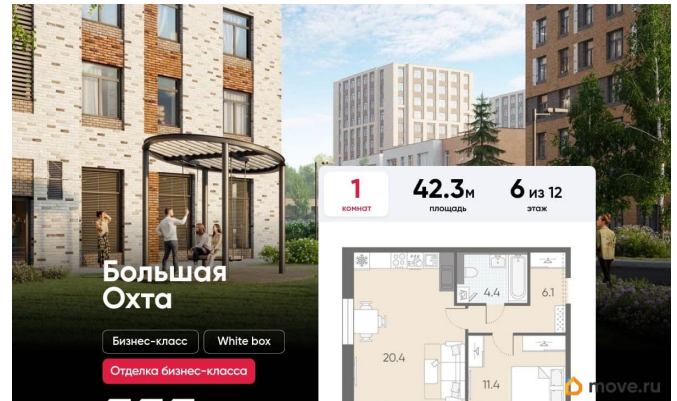 1
комнат
42.3м
площадь
6 из 12
этаж
Большая
Охта
Бизнес-класс
White box
Отделка бизнес-класса
4.4
6.1
20.4
11.4
move.ru